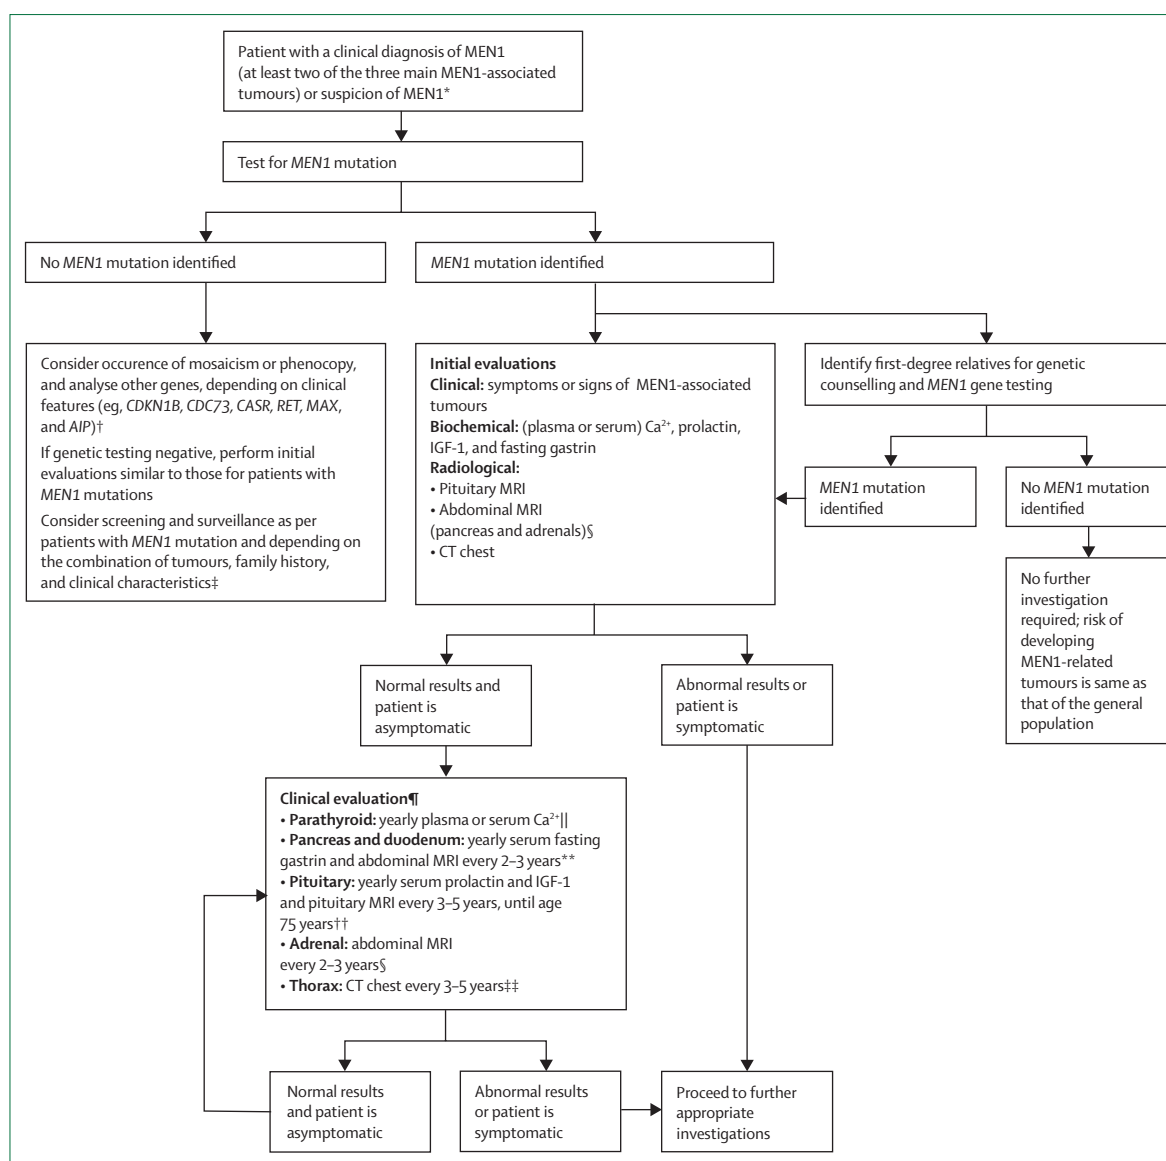 Patient with a clinical diagnosis of MEN1
(at least two of the three main MEN1-associated
tumours) or suspicion of MEN1*
Test for MEN1 mutation
No MEN1 mutation identified
MEN1 mutation identified
Consider occurence of mosaicism or phenocopy,
and analyse other genes, depending on clinical
features (eg, CDKN1B, CDC73, CASR, RET, MAX,
and AIP)†
If genetic testing negative, perform initial
evaluations similar to those for patients with
MEN1 mutations
Consider screening and surveillance as per
patients with MEN1 mutation and depending on
the combination of tumours, family history,
and clinical characteristics‡
Initial evaluations
Clinical: symptoms or signs of MEN1-associated
tumours
Biochemical: (plasma or serum) Ca²⁺, prolactin,
IGF-1, and fasting gastrin
Radiological:
• Pituitary MRI
• Abdominal MRI
(pancreas and adrenals)§
• CT chest
Identify first-degree relatives for genetic
counselling and MEN1 gene testing
MEN1 mutation
identified
No MEN1 mutation
identified
No further
investigation
required; risk of
developing
MEN1-related
tumours is same as
that of the general
population
Normal results and
patient is
asymptomatic
Abnormal results or
patient is
symptomatic
Clinical evaluation¶
• Parathyroid: yearly plasma or serum Ca²⁺||
• Pancreas and duodenum: yearly serum fasting
gastrin and abdominal MRI every 2–3 years**
• Pituitary: yearly serum prolactin and IGF-1
and pituitary MRI every 3–5 years, until age
75 years††
• Adrenal: abdominal MRI
every 2–3 years§
• Thorax: CT chest every 3–5 years‡‡
Normal results
and patient is
asymptomatic
Abnormal results
or patient is
symptomatic
Proceed to further
appropriate
investigations